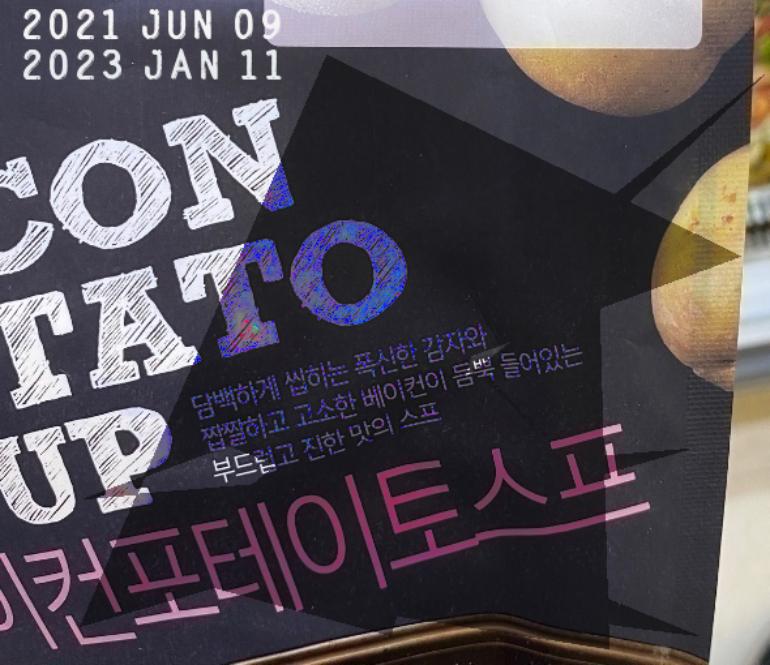 2021 JUN 09
2023 JAN 11
CON
TATO
UP
담백하게 씹히는 폭신한 감자와
짭짤하고 고소한 베이컨이 듬뿍 들어있는
부드럽고 진한 맛의 스프
이컨포테이토스프